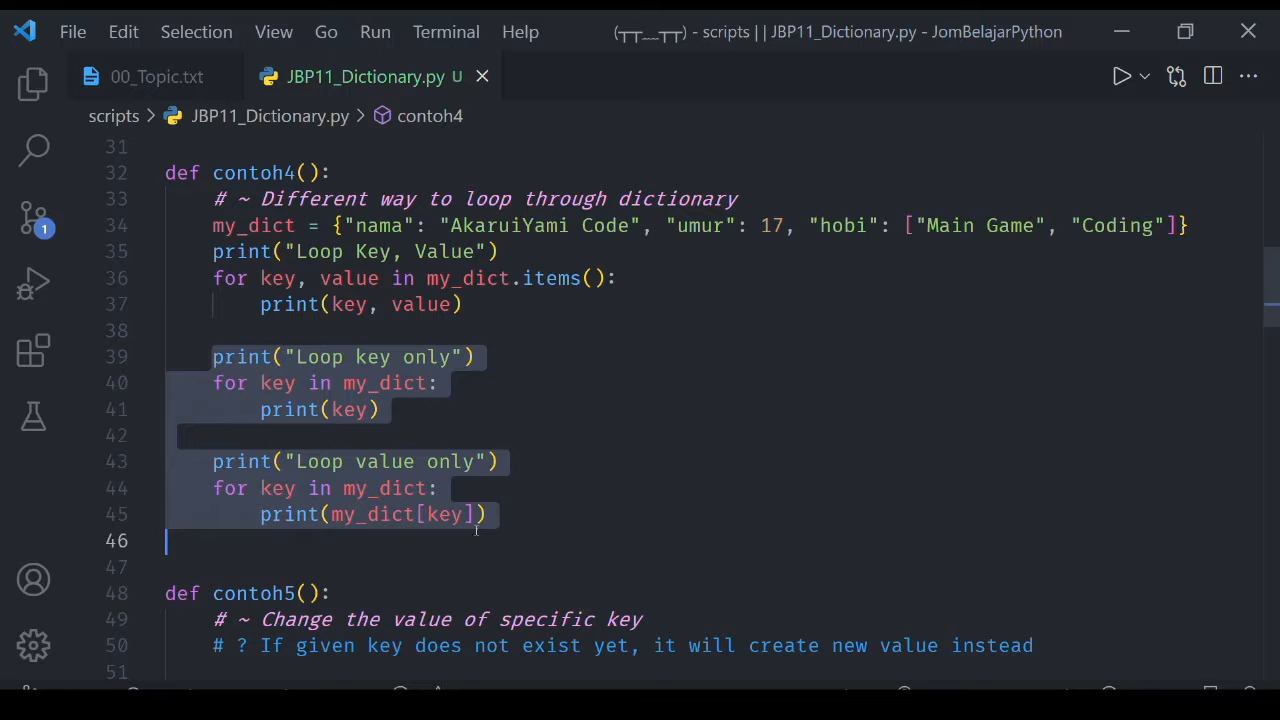 File Edit Selection View Go Run Terminal Help (┬┬﹏┬┬) - scripts || JBP11_Dictionary.py - JomBelajarPython
00_Topic.txt JBP11_Dictionary.py U
scripts > JBP11_Dictionary.py > contoh4
31
32 def contoh4():
33 # ~ Different way to loop through dictionary
34 my_dict = {"nama": "AkaruiYami Code", "umur": 17, "hobi": ["Main Game", "Coding"]}
35 print("Loop Key, Value")
36 for key, value in my_dict.items():
37 print(key, value)
38
39 print("Loop key only")
40 for key in my_dict:
41 print(key)
42
43 print("Loop value only")
44 for key in my_dict:
45 print(my_dict[key])
46
47
48 def contoh5():
49 # ~ Change the value of specific key
50 # ? If given key does not exist yet, it will create new value instead
51
1